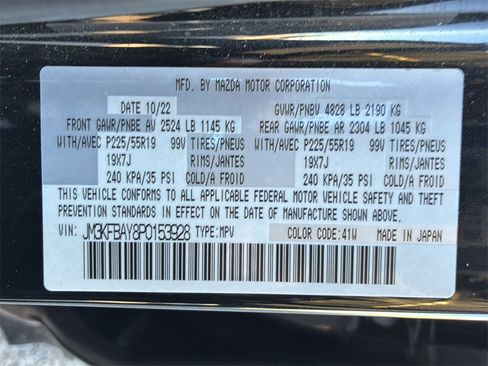 MFD. BY MAZDA MOTOR CORPORATION
DATE 10/22 GVWR/PNBV 4828 LB 2190 KG
FRONT GAWR/PNBE AV 2524 LB 1145 KG REAR GAWR/PNBE AR 2304 LB 1045 KG
WITH/AVEC P225/55R19 99V TIRES/PNEUS WITH/AVEC P225/55R19 99V TIRES/PNEUS
19X7J RIMS/JANTES 19X7J RIMS/JANTES
240 KPA/35 PSI COLD/A FROID 240 KPA/35 PSI COLD/A FROID
THIS VEHICLE CONFORMS TO ALL APPLICABLE FEDERAL MOTOR VEHICLE SAFETY AND THEFT
PREVENTION STANDARDS IN EFFECT ON THE DATE OF MANUFACTURE SHOWN ABOVE.
VIN: JM3KFBAY8P0153928 TYPE:MPV COLOR CODE:41W MADE IN JAPAN